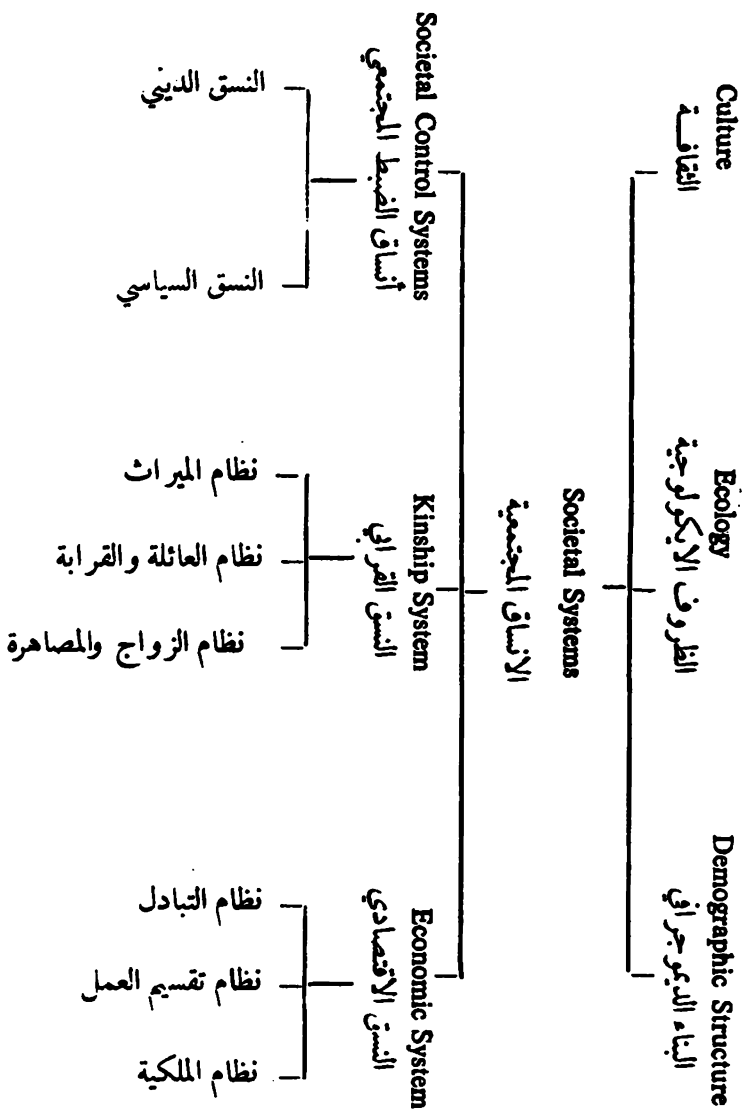 Culture
الثقافة
Ecology
الظروف الايكولوجية
Demographic Structure
البناء الديموجرافي
Societal Systems
الانساق المجتمعية
Societal Control Systems
أنساق الضبط المجتمعي
Kinship System
النسق القرابي
Economic System
النسق الاقتصادي
النسق الديني
النسق السياسي
نظام الميراث
نظام العائلة والقرابة
نظام الزواج والمصاهرة
نظام التبادل
نظام تقسيم العمل
نظام الملكية